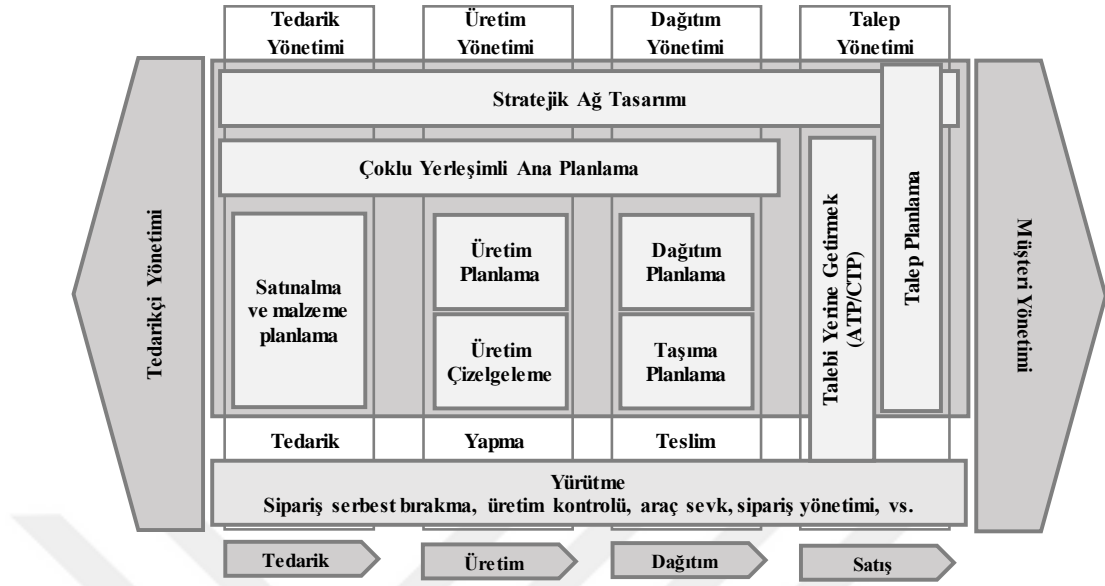 Tedarik
Yönetimi
Üretim
Yönetimi
Dağıtım
Yönetimi
Talep
Yönetimi
Stratejik Ağ Tasarımı
Çoklu Yerleşimli Ana Planlama
Tedarikçi Yönetimi
Satınalma
ve malzeme
planlama
Üretim
Planlama
Üretim
Çizelgeleme
Dağıtım
Planlama
Taşıma
Planlama
Talebi Yerine Getirmek
(ATP/CTP)
Talep Planlama
Müşteri Yönetimi
Tedarik
Yapma
Teslim
Yürütme
Sipariş serbest bırakma, üretim kontrolü, araç sevk, sipariş yönetimi, vs.
Tedarik
Üretim
Dağıtım
Satış